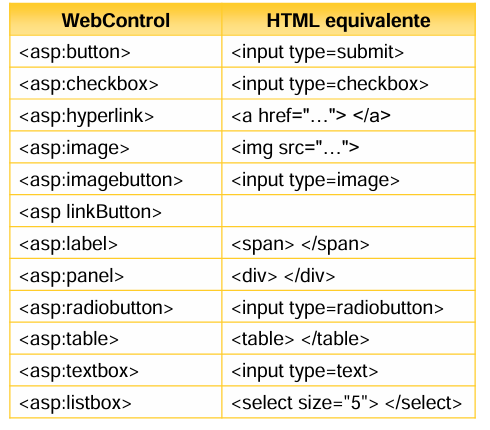 WebControl HTML equivalente
<asp:button> <input type=submit>
<asp:checkbox> <input type=checkbox>
<asp:hyperlink> <a href="..."> </a>
<asp:image> <img src="...">
<asp:imagebutton> <input type=image>
<asp linkButton>
<asp:label> <span> </span>
<asp:panel> <div> </div>
<asp:radiobutton> <input type=radiobutton>
<asp:table> <table> </table>
<asp:textbox> <input type=text>
<asp:listbox> <select size="5"> </select>